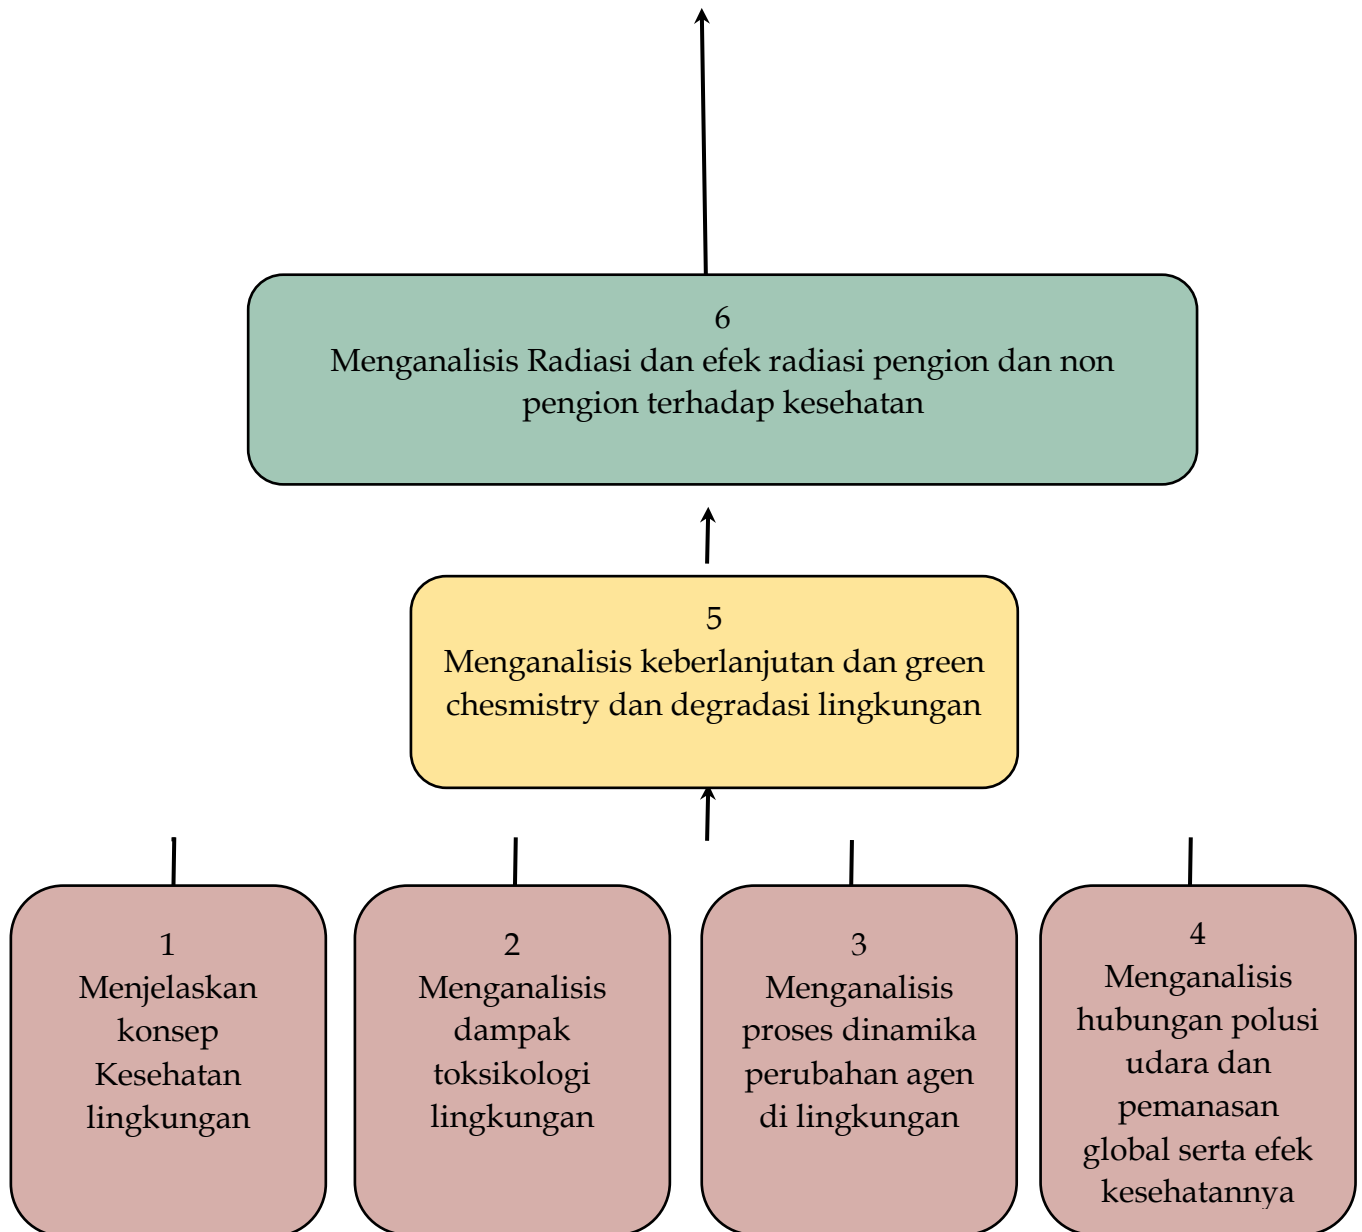 6
Menganalisis Radiasi dan efek radiasi pengion dan non
pengion terhadap kesehatan
5
Menganalisis keberlanjutan dan green
chesmistry dan degradasi lingkungan
1
Menjelaskan
konsep
Kesehatan
lingkungan
2
Menganalisis
dampak
toksikologi
lingkungan
3
Menganalisis
proses dinamika
perubahan agen
di lingkungan
4
Menganalisis
hubungan polusi
udara dan
pemanasan
global serta efek
kesehatannya